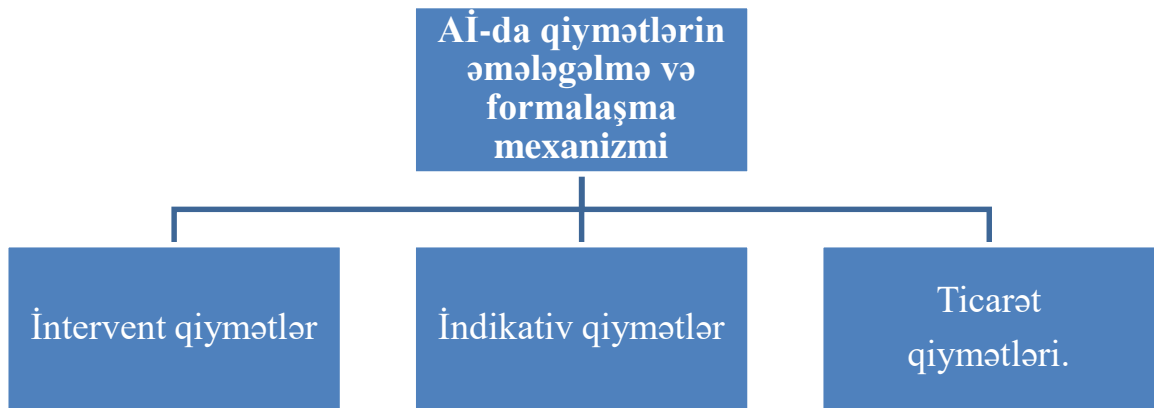 Aİ-da qiymətlərin
əmələgəlmə və
formalaşma
mexanizmi
İntervent qiymətlər
İndikativ qiymətlər
Ticarət
qiymətləri.